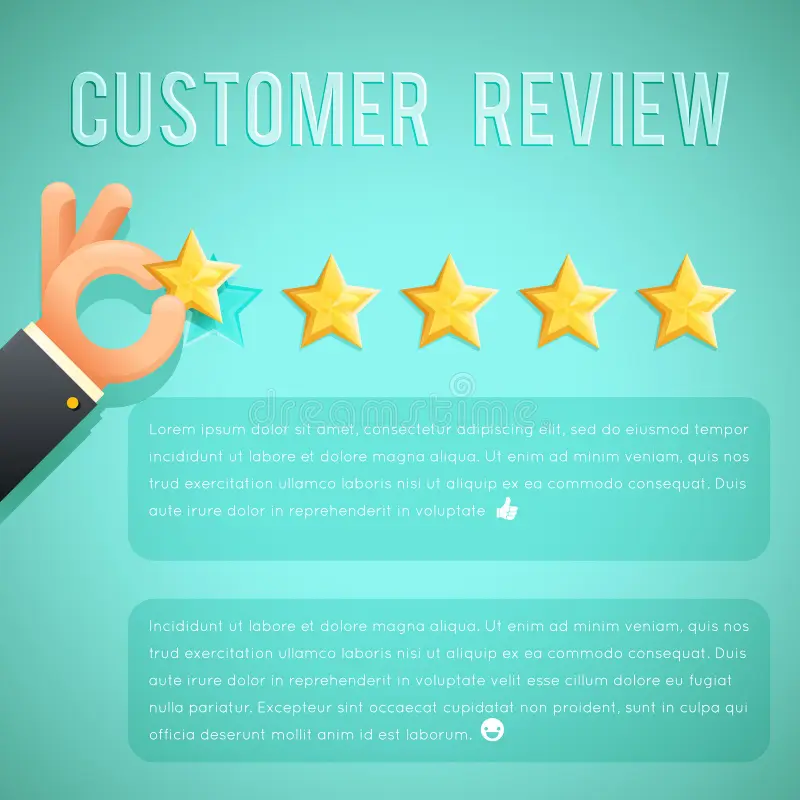 CUSTOMER REVIEW
dreamstime
Lorem ipsum dolor sit amet, consectetur adipiscing elit, sed eiusmod tempor
incididunt ut labore et dolore magna aliqua. Ut enim ad minim veniam, quis
nostrud exercitation ullamco laboris nisi ut aliquip ex ea commodo consequat. Duis
aute irure dolor in reprehenderit in voluptate
Incididunt ut labore et dolore magna aliqua. Ut enim ad minim veniam, quis
nostrud exercitation ullamco laboris nisi ut aliquip ex ea commodo consequat. Duis
aute irure dolor in reprehenderit in voluptate velit esse cillum dolore eu fugiat
nulla pariatur. Excepteur sint occaecat cupidatat non proident, sunt in culpa qui
officia deserunt mollit anim id est laborum.